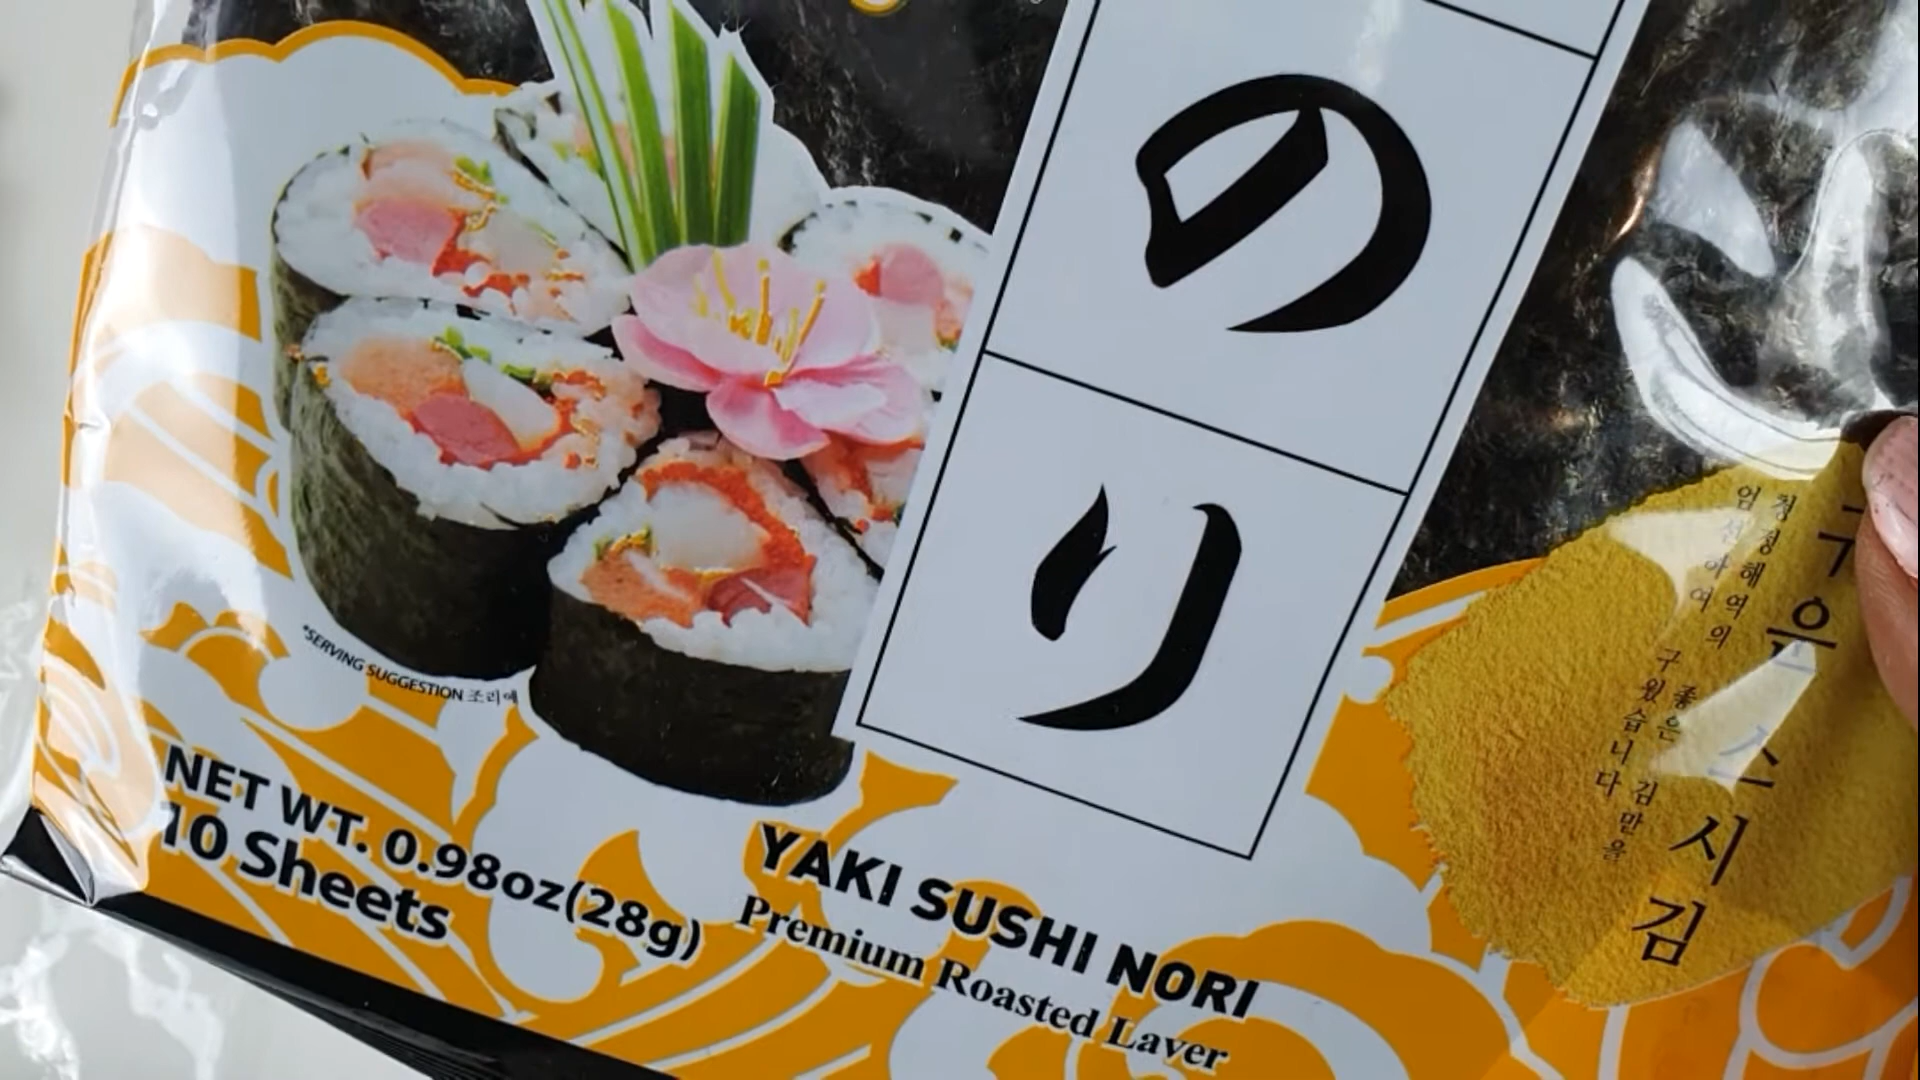 の
り
*SERVING SUGGESTION 조리예
NET WT. 0.98oz(28g)
10 Sheets
YAKI SUSHI NORI
Premium Roasted Laver
구은 스시김
청정해역의 좋은 김만을
엄선하여 구웠습니다